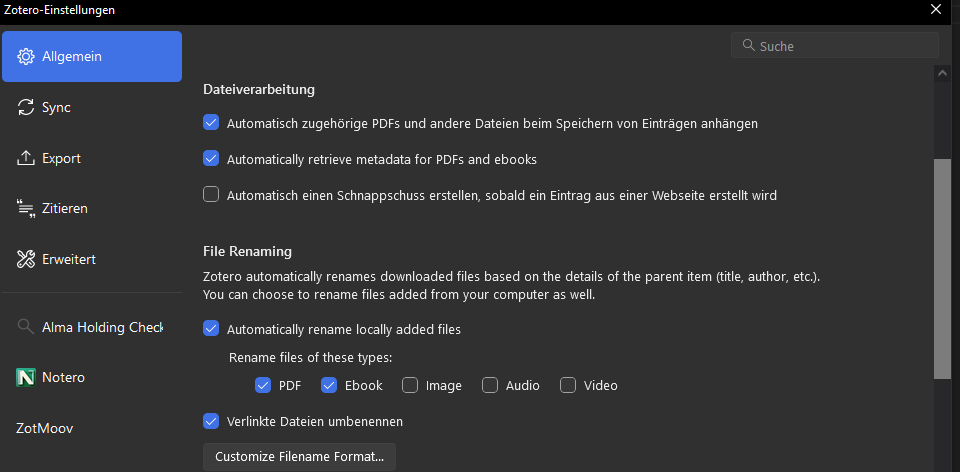 Zotero-Einstellungen
Allgemein
Suche
Sync
Export
Zitieren
Erweitert
Alma Holding Check
Notero
ZotMoov
Dateiverarbeitung
Automatisch zugehörige PDFs und andere Dateien beim Speichern von Einträgen anhängen
Automatically retrieve metadata for PDFs and ebooks
Automatisch einen Schnappschuss erstellen, sobald ein Eintrag aus einer Webseite erstellt wird
File Renaming
Zotero automatically renames downloaded files based on the details of the parent item (title, author, etc.).
You can choose to rename files added from your computer as well.
Automatically rename locally added files
Rename files of these types:
PDF Ebook Image Audio Video
Verlinkte Dateien umbenennen
Customize Filename Format...